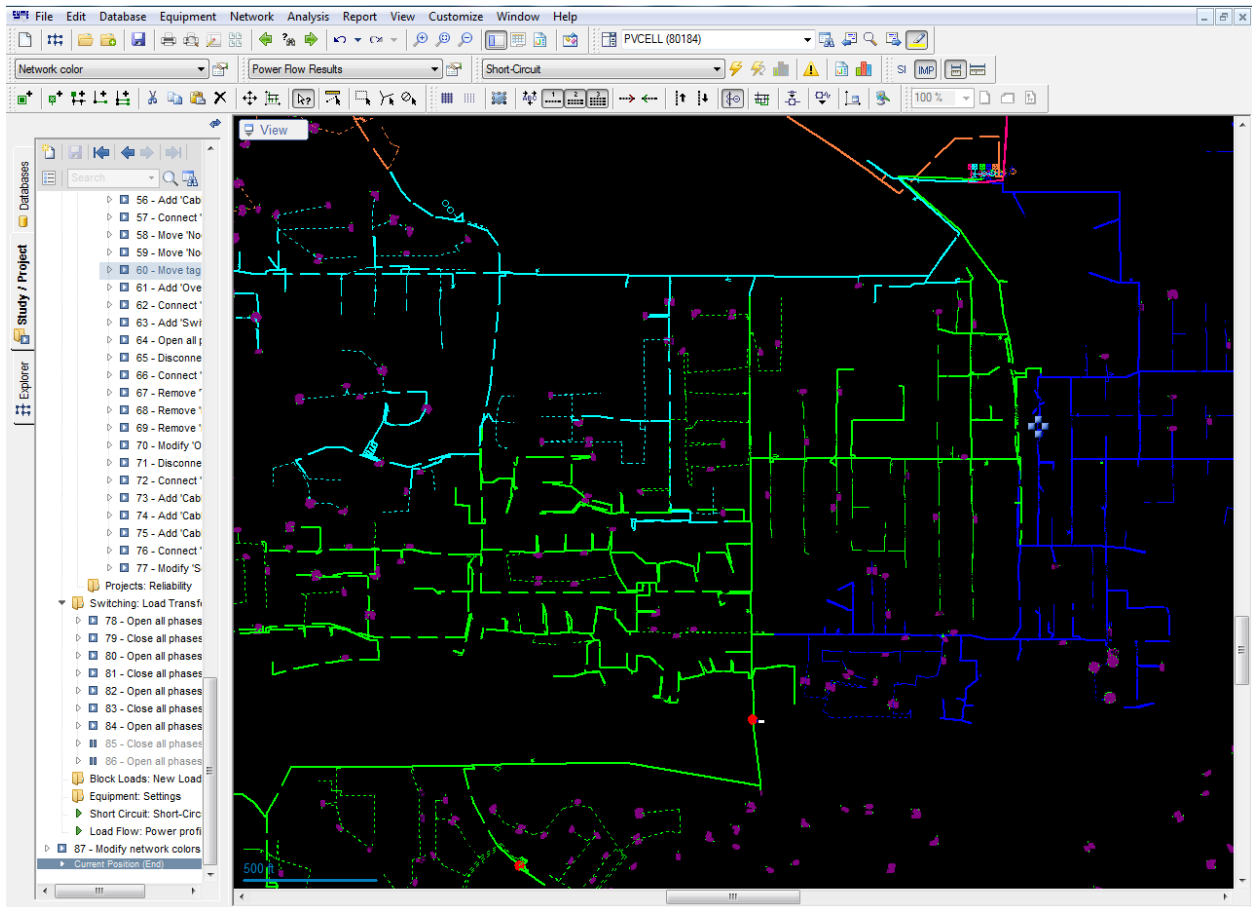 File Edit Database Equipment Network Analysis Report View Customize Window Help
PVCELL (80184)
Network color
Power Flow Results
Short-Circuit
SI
IMP
100 %
View
Databases
Study / Project
Explorer
Search
56 - Add 'Cab
57 - Connect '
58 - Move 'No
59 - Move 'No
60 - Move tag
61 - Add 'Ove
62 - Connect '
63 - Add 'Swi
64 - Open all p
65 - Disconne
66 - Connect '
67 - Remove '
68 - Remove '
69 - Remove '
70 - Modify 'O
71 - Disconne
72 - Connect '
73 - Add 'Cab
74 - Add 'Cab
75 - Add 'Cab
76 - Connect '
77 - Modify 'S
Projects: Reliability
Switching: Load Transfe
78 - Open all phases
79 - Close all phases
80 - Open all phases
81 - Close all phases
82 - Open all phases
83 - Close all phases
84 - Open all phases
85 - Close all phases
86 - Open all phases
Block Loads: New Load
Equipment: Settings
Short Circuit: Short-Circ
Load Flow: Power profi
87 - Modify network colors
Current Position (End)
500 ft